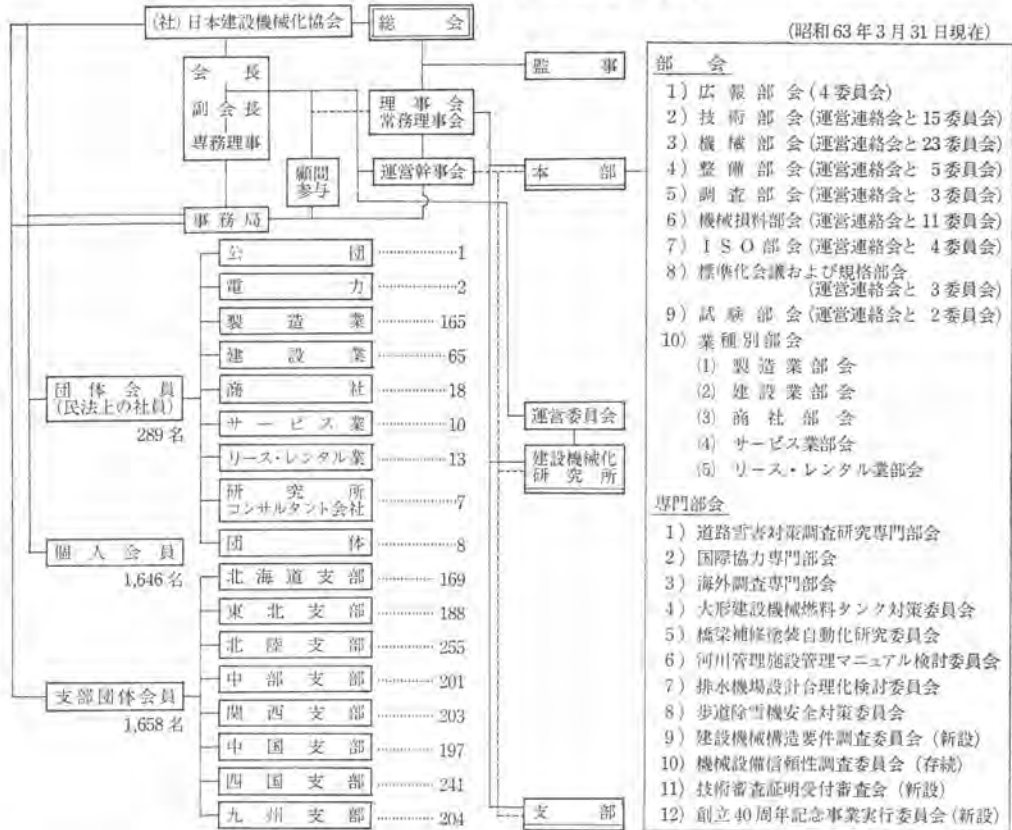 (社)日本建設機械化協会
総会
(昭和63年3月31日現在)
会長
副会長
専務理事
監事
理事会
常務理事会
顧問
参与
運営幹事会
本部
事務局
公団 1
電力 2
製造業 165
建設業 65
団体会員
(民法上の社員)
289名
商社 18
サービス業 10
リース・レンタル業 13
研究所
コンサルタント会社 7
団体 8
運営委員会
建設機械化
研究所
個人会員
1,646名
北海道支部 169
東北支部 188
北陸支部 255
中部支部 201
支部団体会員
1,658名
関西支部 203
中国支部 197
四国支部 241
九州支部 204
支部
部会
1) 広報部会(4委員会)
2) 技術部会(運営連絡会と15委員会)
3) 機械部会(運営連絡会と23委員会)
4) 整備部会(運営連絡会と 5委員会)
5) 調査部会(運営連絡会と 3委員会)
6) 機械損料部会(運営連絡会と11委員会)
7) ISO部会(運営連絡会と 4委員会)
8) 標準化会議および規格部会
(運営連絡会と 3委員会)
9) 試験部会(運営連絡会と 2委員会)
10) 業種別部会
(1) 製造業部会
(2) 建設業部会
(3) 商社部会
(4) サービス業部会
(5) リース・レンタル業部会
専門部会
1) 道路雪害対策調査研究専門部会
2) 国際協力専門部会
3) 海外調査専門部会
4) 大形建設機械燃料タンク対策委員会
5) 橋梁補修塗装自動化研究委員会
6) 河川管理施設管理マニュアル検討委員会
7) 排水機場設計合理化検討委員会
8) 歩道除雪機安全対策委員会
9) 建設機械構造要件調査委員会(新設)
10) 機械設備信頼性調査委員会(存続)
11) 技術審査証明受付審査会(新設)
12) 創立40周年記念事業実行委員会(新設)